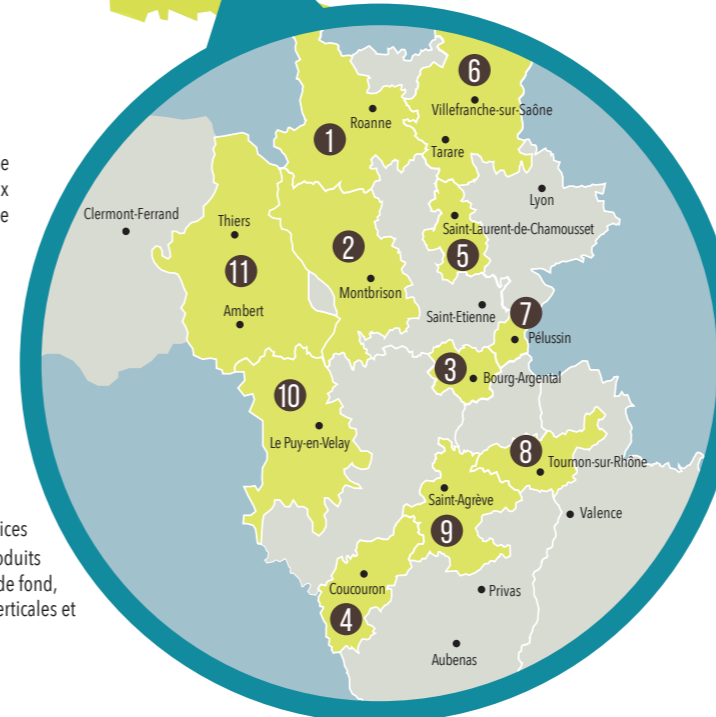 6
Villefranche-sur-Saône
Roanne
1
Tarare
e
x
e
Lyon
Clermont-Ferrand
Thiers
Saint-Laurent-de-Chamousset
2
5
11
Montbrison
Ambert
Saint-Etienne
7
Pélussin
3
Bourg-Argental
10
Le Puy-en-Velay
8
Tournon-sur-Rhône
Saint-Agrève
Valence
9
ices
oduits
de fond,
erticales et
Coucouron
Privas
4
Aubenas